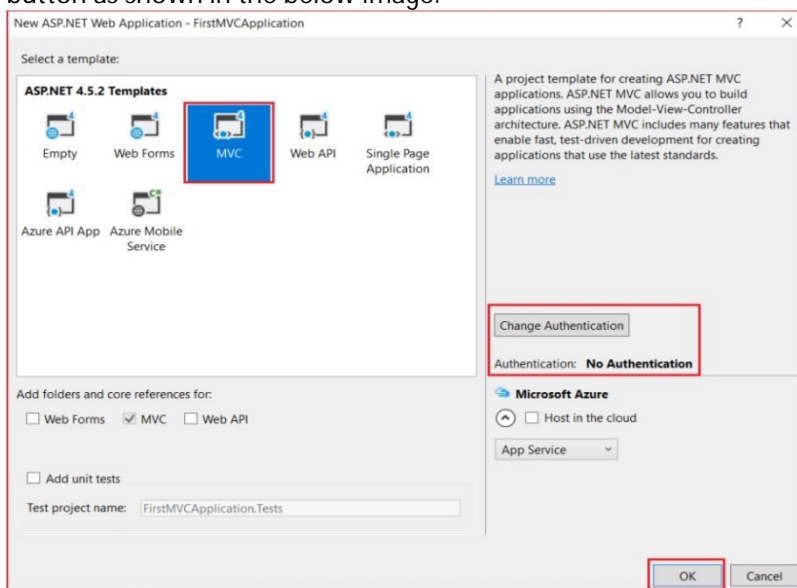 button as shown in the below image.
New ASP.NET Web Application - FirstMVCApplication ? ×
Select a template:
ASP.NET 4.5.2 Templates
Empty
Web Forms
MVC
Web API
Single Page
Application
Azure API App
Azure Mobile
Service
A project template for creating ASP.NET MVC
applications. ASP.NET MVC allows you to build
applications using the Model-View-Controller
architecture. ASP.NET MVC includes many features that
enable fast, test-driven development for creating
applications that use the latest standards.
Learn more
Change Authentication
Authentication: No Authentication
Add folders and core references for:
Web Forms MVC Web API
Add unit tests
Test project name: FirstMVCApplication.Tests
Microsoft Azure
Host in the cloud
App Service
OK Cancel